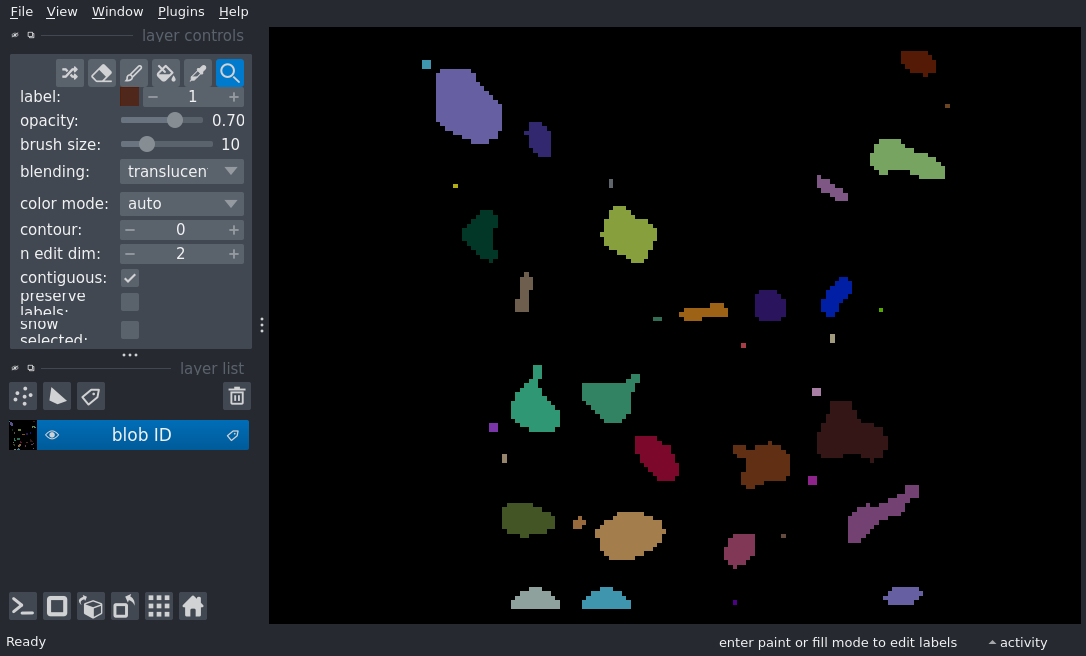 File View Window Plugins Help
layer controls
label: 1
opacity: 0.70
brush size: 10
blending: translucen
color mode: auto
contour: 0
n edit dim: 2
contiguous:
preserve
labels:
show
selected:
layer list
blob ID
Ready
enter paint or fill mode to edit labels
activity